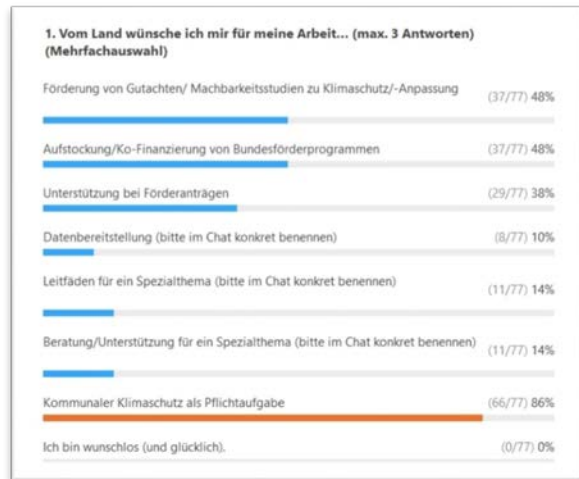 1. Vom Land wünsche ich mir für meine Arbeit... (max. 3 Antworten)
(Mehrfachauswahl)
Förderung von Gutachten/ Machbarkeitsstudien zu Klimaschutz/-Anpassung
(37/77) 48%
Aufstockung/Ko-Finanzierung von Bundesförderprogrammen (37/77) 48%
Unterstützung bei Förderanträgen (29/77) 38%
Datenbereitstellung (bitte im Chat konkret benennen) (8/77) 10%
Leitfäden für ein Spezialthema (bitte im Chat konkret benennen)
(11/77) 14%
Beratung/Unterstützung für ein Spezialthema (bitte im Chat konkret benennen)
(11/77) 14%
Kommunaler Klimaschutz als Pflichtaufgabe (66/77) 86%
Ich bin wunschlos (und glücklich). (0/77) 0%